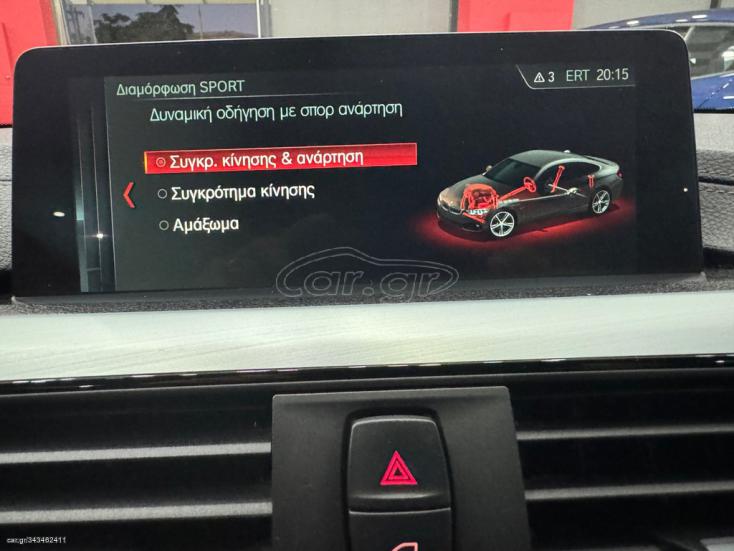 Διαμόρφωση SPORT
3 ERT 20:15
Δυναμική οδήγηση με σπορ ανάρτηση
Συγκρ. κίνησης & ανάρτηση
Συγκρότημα κίνησης
Αμάξωμα
car.gr
car.gr/343462411